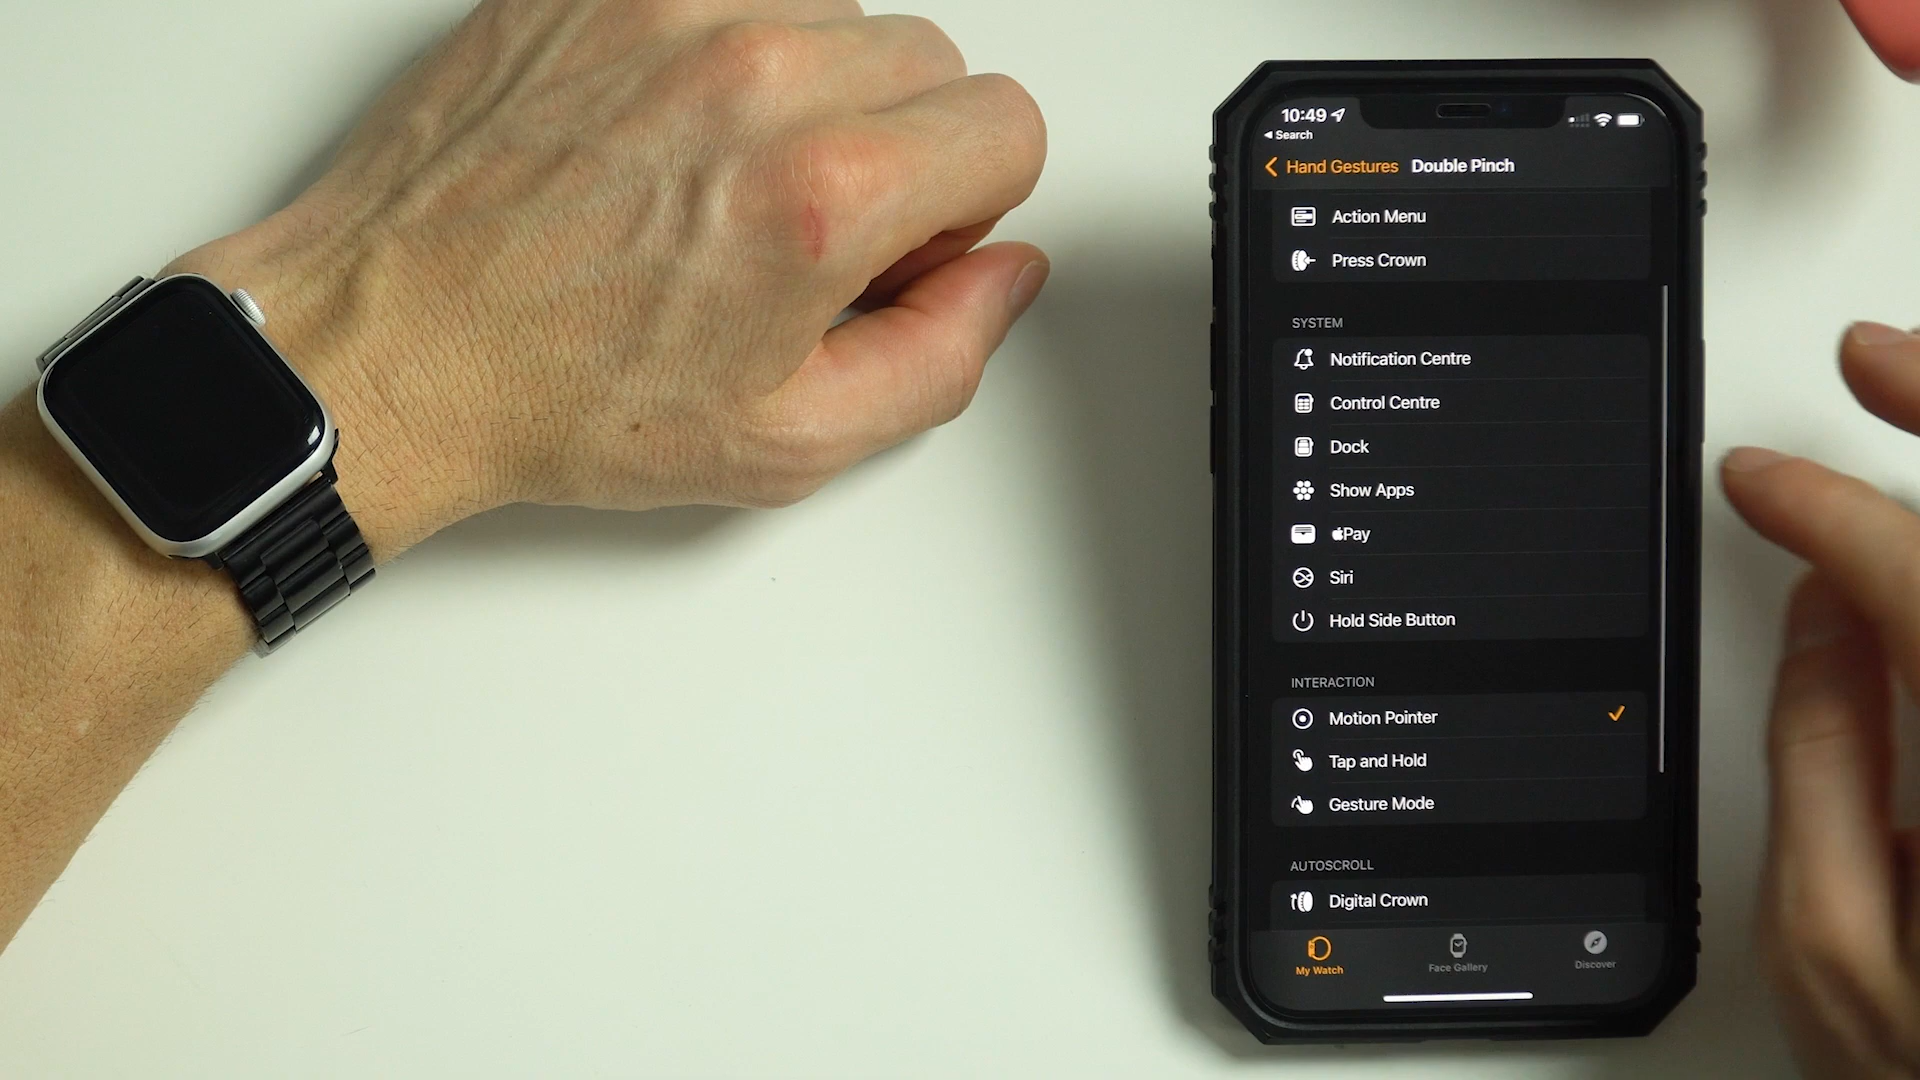 10:49
Search
Hand Gestures Double Pinch
Action Menu
Press Crown
SYSTEM
Notification Centre
Control Centre
Dock
Show Apps
Pay
Siri
Hold Side Button
INTERACTION
Motion Pointer
Tap and Hold
Gesture Mode
AUTOSCROLL
Digital Crown
My Watch Face Gallery Discover